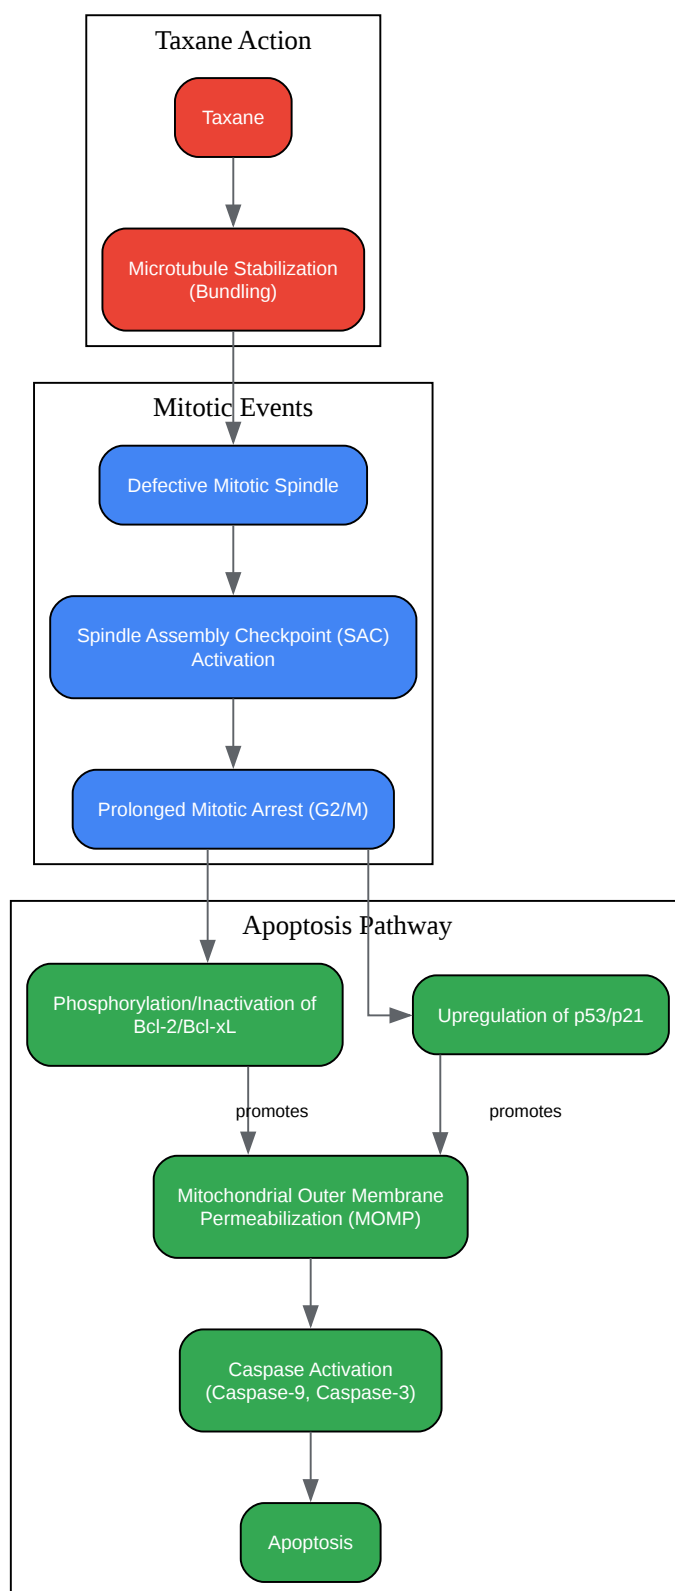 Taxane Action
Taxane
Microtubule Stabilization
(Bundling)
Mitotic Events
Defective Mitotic Spindle
Spindle Assembly Checkpoint (SAC)
Activation
Prolonged Mitotic Arrest (G2/M)
Apoptosis Pathway
Phosphorylation/Inactivation of
Bcl-2/Bcl-xL
Upregulation of p53/p21
promotes
promotes
Mitochondrial Outer Membrane
Permeabilization (MOMP)
Caspase Activation
(Caspase-9, Caspase-3)
Apoptosis